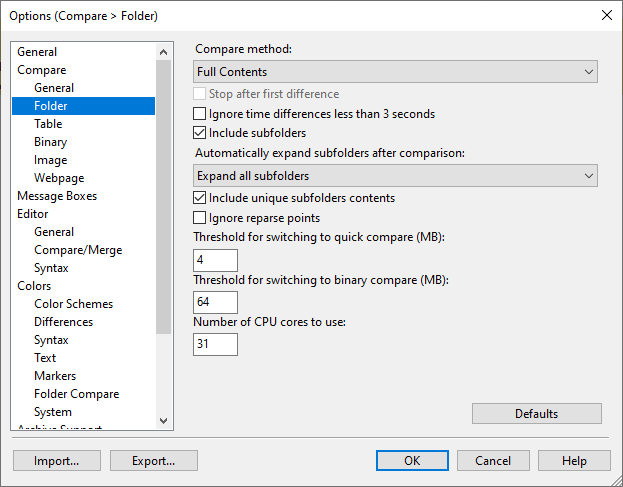 Options (Compare > Folder)
General
Compare
General
Folder
Table
Binary
Image
Webpage
Message Boxes
Editor
General
Compare/Merge
Syntax
Colors
Color Schemes
Differences
Syntax
Text
Markers
Folder Compare
System
Archive Support
Compare method:
Full Contents
Stop after first difference
Ignore time differences less than 3 seconds
Include subfolders
Automatically expand subfolders after comparison:
Expand all subfolders
Include unique subfolders contents
Ignore reparse points
Threshold for switching to quick compare (MB):
4
Threshold for switching to binary compare (MB):
64
Number of CPU cores to use:
31
Defaults
Import...
Export...
OK
Cancel
Help